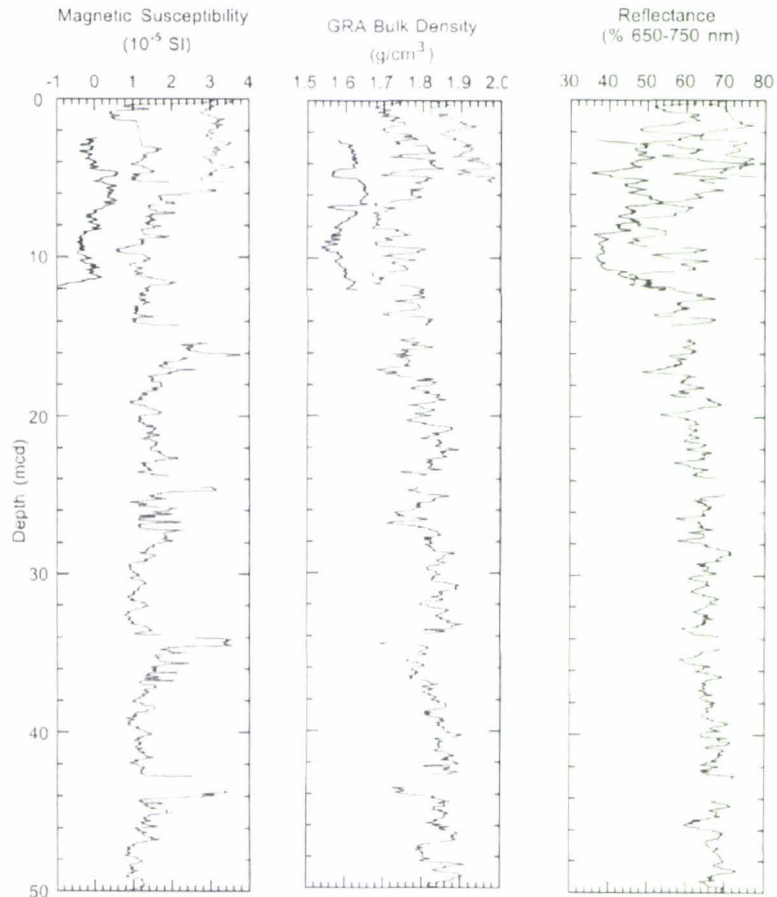 Magnetic Susceptibility
(10⁻⁵ SI)
-1 0 1 2 3 4
GRA Bulk Density
(g/cm³)
1.5 1.6 1.7 1.8 1.9 2.0
Reflectance
(% 650-750 nm)
30 40 50 60 70 80
Depth (mcd)
0
10
20
30
40
50